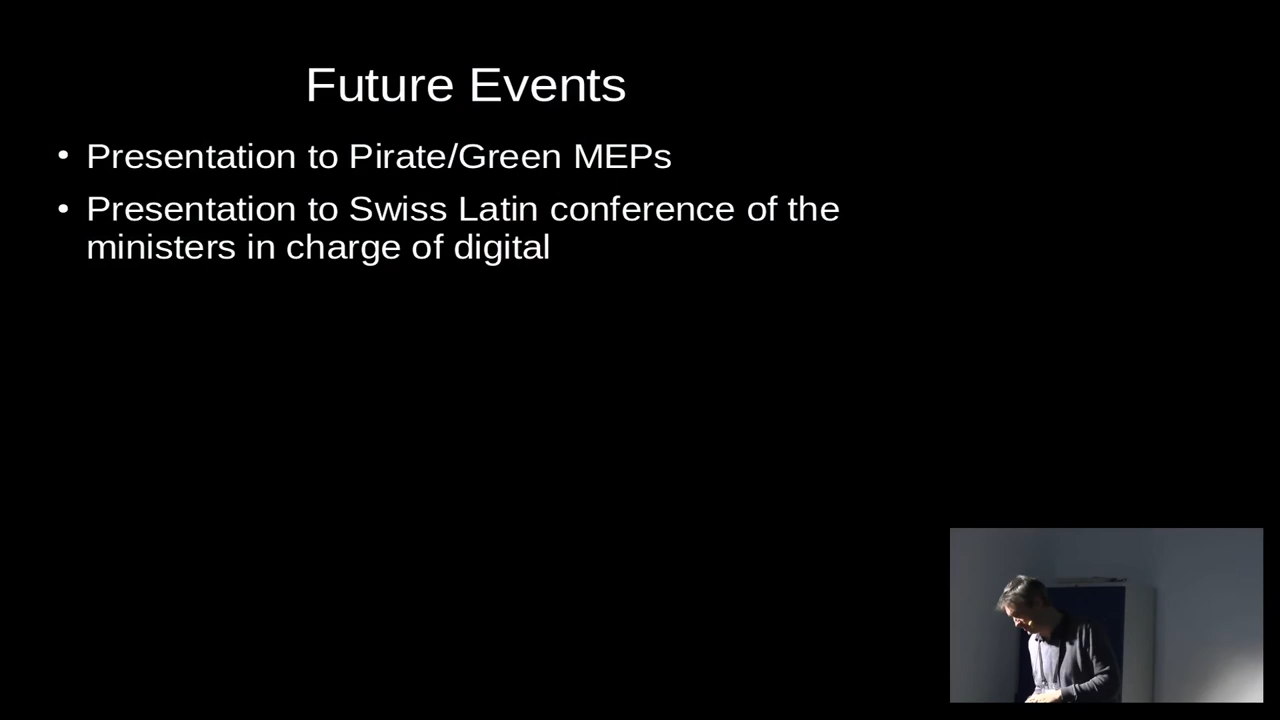 Future Events
• Presentation to Pirate/Green MEPs
• Presentation to Swiss Latin conference of the
ministers in charge of digital